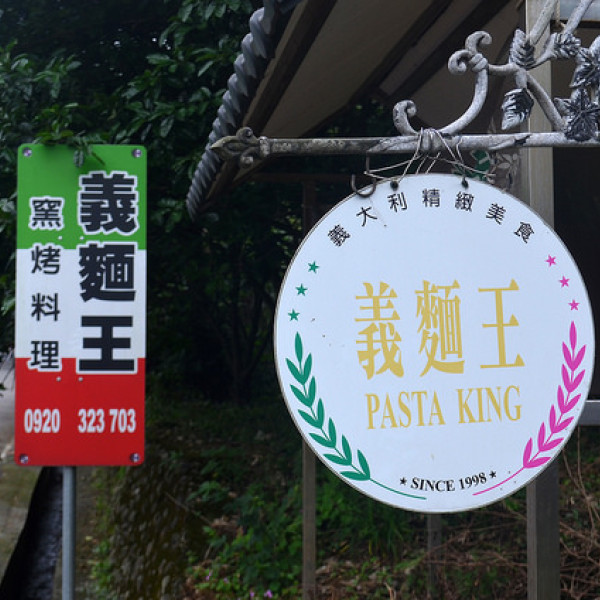 義麵王
窯烤料理
0920 323 703
義大利精緻美食
義麵王
PASTA KING
★ SINCE 1998 ★